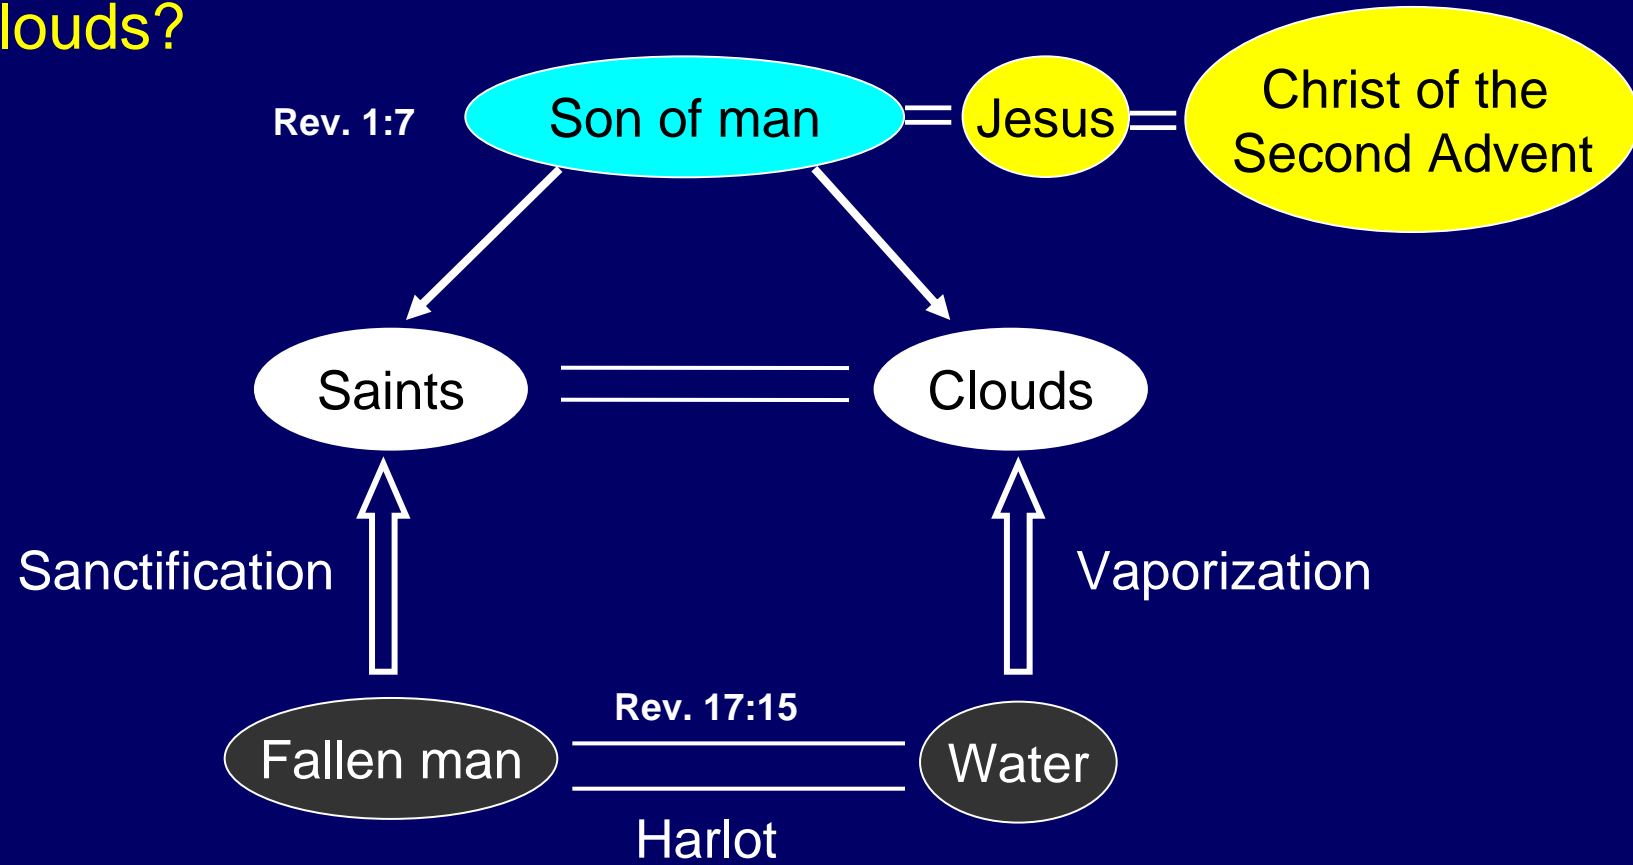 louds?
Rev. 1:7
Son of man
Jesus
Christ of the
Second Advent
Saints
Clouds
Sanctification
Vaporization
Rev. 17:15
Fallen man
Water
Harlot